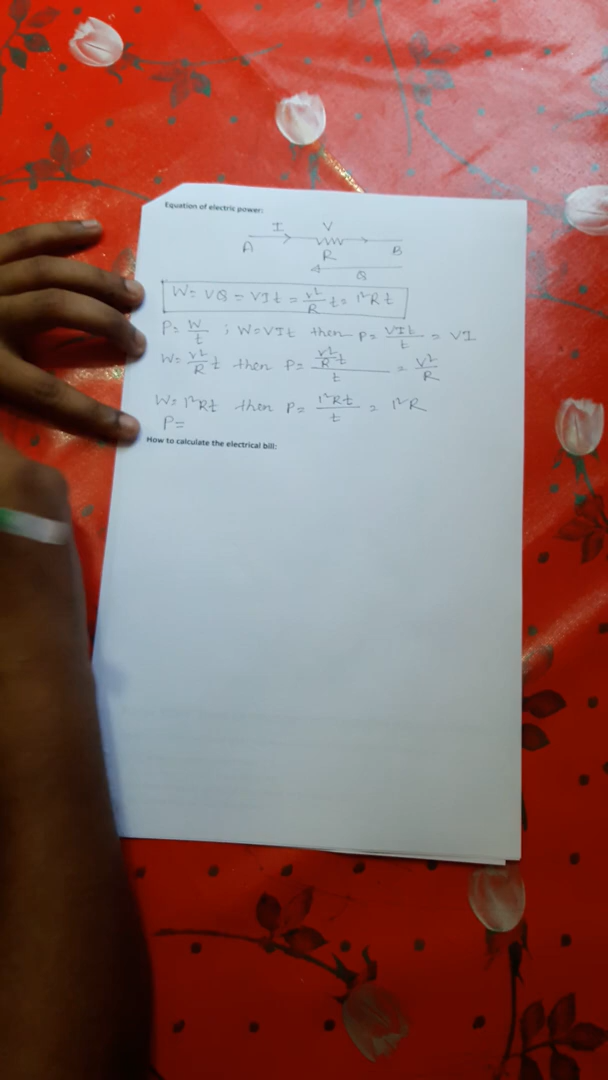 Equation of electric power:
I V
A R B
Q
W = VQ = VIt = V²/R t = I²Rt
P = W/t ; W = VIt then P = VIt/t = VI
W = V²/R t then P = V²/R t/t = V²/R
W = I²Rt then P = I²Rt/t = I²R
P =
How to calculate the electrical bill: